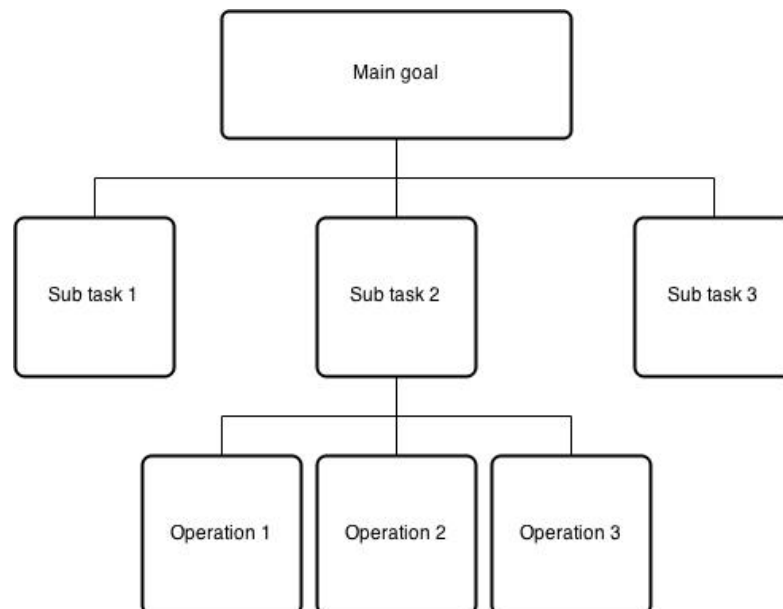 Main goal
Sub task 1
Sub task 2
Sub task 3
Operation 1
Operation 2
Operation 3